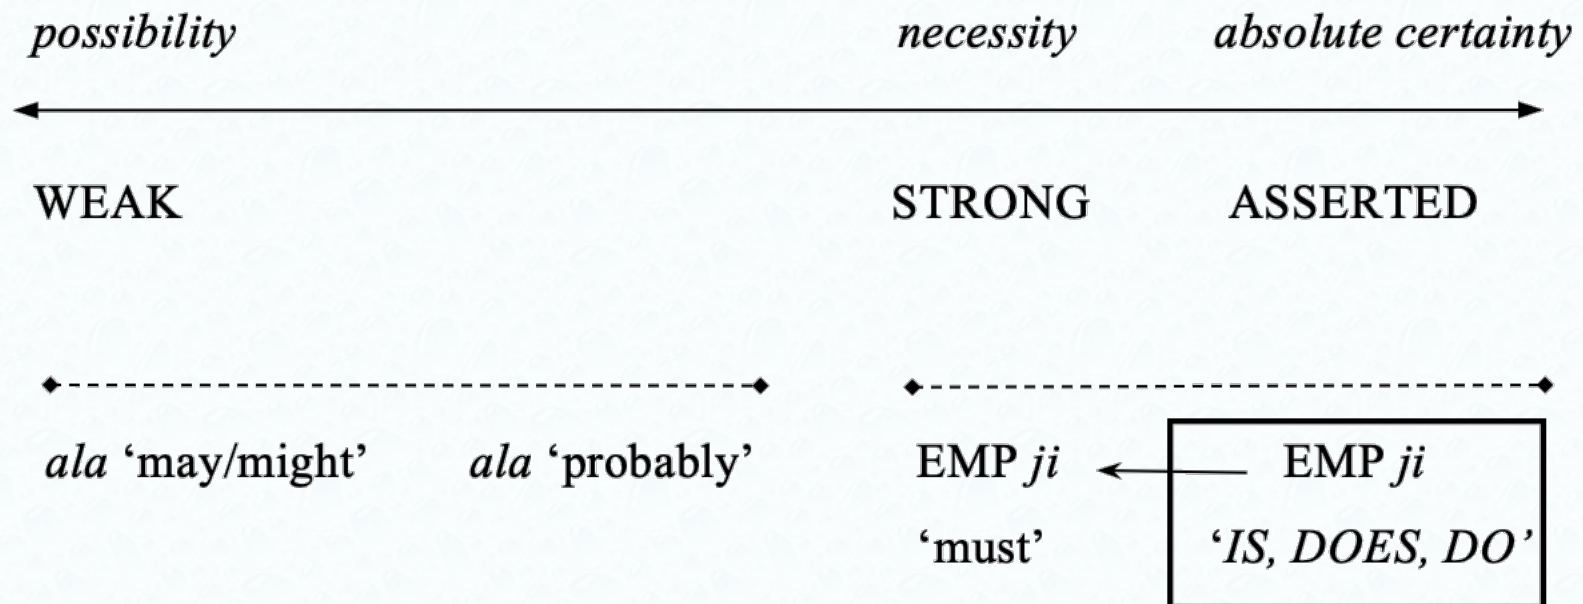 possibility necessity absolute certainty
WEAK STRONG ASSERTED
ala ‘may/might’ ala ‘probably’ EMP ji EMP ji
‘must’ ‘IS, DOES, DO’